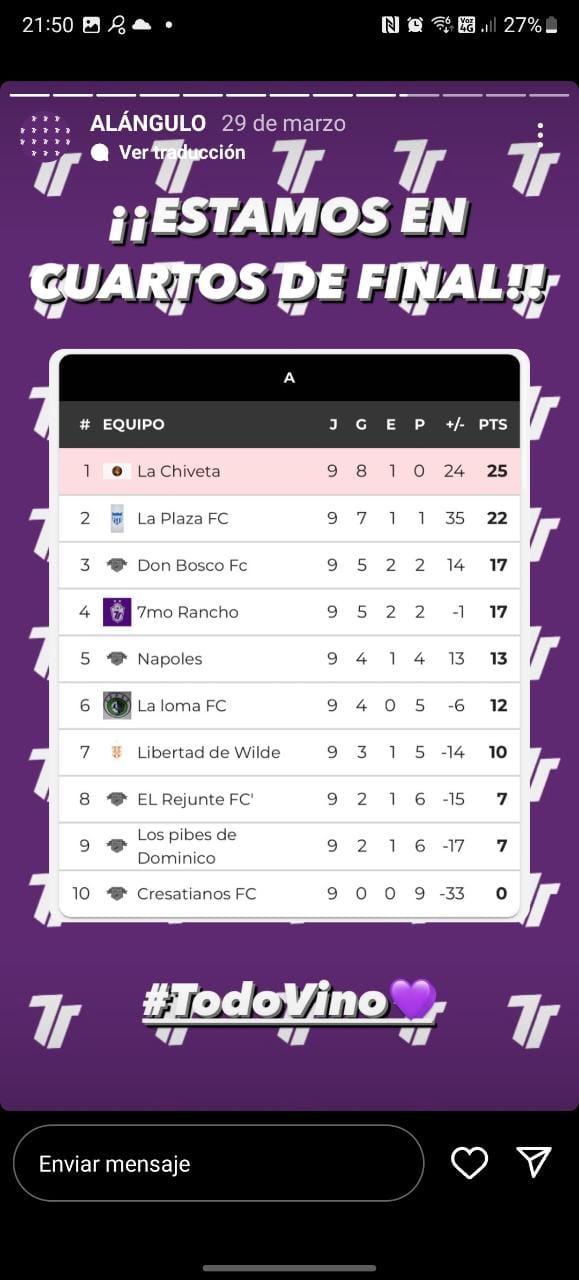 21:50 27%
ALÁNGULO 29 de marzo
Ver traducción
¡¡ESTAMOS EN
CUARTOS DE FINAL!!
A
# EQUIPO J G E P +/- PTS
1 La Chiveta 9 8 1 0 24 25
2 La Plaza FC 9 7 1 1 35 22
3 Don Bosco Fc 9 5 2 2 14 17
4 7mo Rancho 9 5 2 2 -1 17
5 Napoles 9 4 1 4 13 13
6 La loma FC 9 4 0 5 -6 12
7 Libertad de Wilde 9 3 1 5 -14 10
8 EL Rejunte FC' 9 2 1 6 -15 7
9 Los pibes de
Dominico 9 2 1 6 -17 7
10 Cresatianos FC 9 0 0 9 -33 0
#TodoVino💜
Enviar mensaje